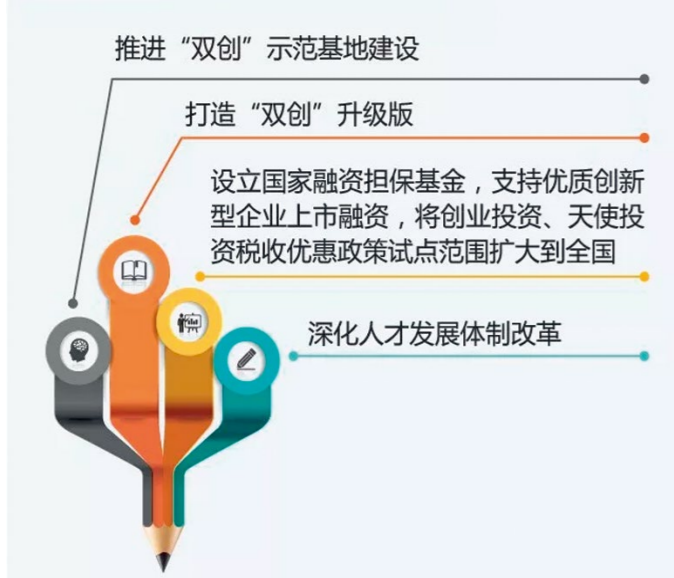 推进“双创”示范基地建设
打造“双创”升级版
设立国家融资担保基金，支持优质创新
型企业上市融资，将创业投资、天使投
资税收优惠政策试点范围扩大到全国
深化人才发展体制改革